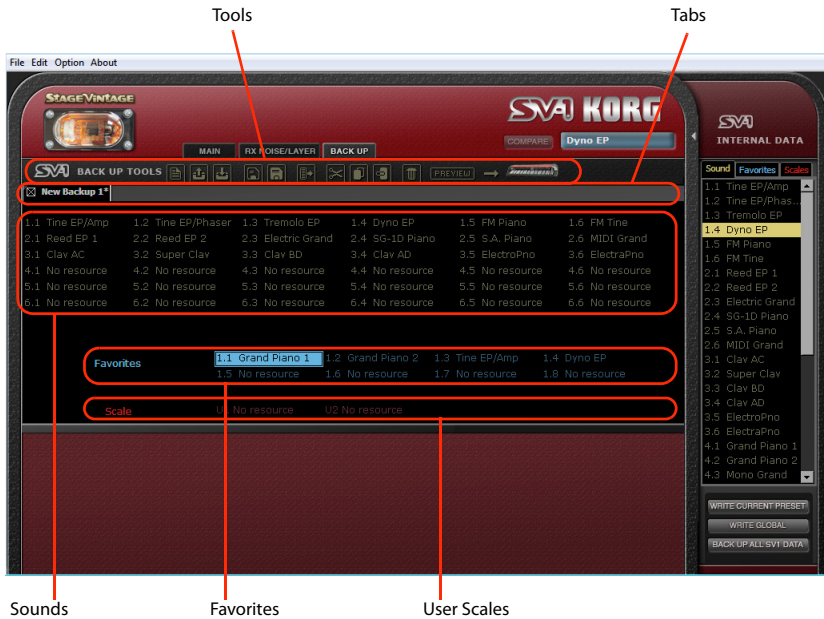 Tools Tabs
File Edit Option About
STAGEVINTAGE
SV1 KORG
MAIN RX NOISE/LAYER BACK UP
COMPARE Dyno EP
SV1 BACK UP TOOLS PREVIEW
New Backup 1*
1.1 Tine EP/Amp 1.2 Tine EP/Phaser 1.3 Tremolo EP 1.4 Dyno EP 1.5 FM Piano 1.6 FM Tine
2.1 Reed EP 1 2.2 Reed EP 2 2.3 Electric Grand 2.4 SG-1D Piano 2.5 S.A. Piano 2.6 MIDI Grand
3.1 Clav AC 3.2 Super Clav 3.3 Clav BD 3.4 Clav AD 3.5 ElectroPno 3.6 ElectraPno
4.1 No resource 4.2 No resource 4.3 No resource 4.4 No resource 4.5 No resource 4.6 No resource
5.1 No resource 5.2 No resource 5.3 No resource 5.4 No resource 5.5 No resource 5.6 No resource
6.1 No resource 6.2 No resource 6.3 No resource 6.4 No resource 6.5 No resource 6.6 No resource
Favorites 1.1 Grand Piano 1 1.2 Grand Piano 2 1.3 Tine EP/Amp 1.4 Dyno EP
1.5 No resource 1.6 No resource 1.7 No resource 1.8 No resource
Scale U1 No resource U2 No resource
SV1
INTERNAL DATA
Sound Favorites Scales
1.1 Tine EP/Amp
1.2 Tine EP/Phas...
1.3 Tremolo EP
1.4 Dyno EP
1.5 FM Piano
1.6 FM Tine
2.1 Reed EP 1
2.2 Reed EP 2
2.3 Electric Grand
2.4 SG-1D Piano
2.5 S.A. Piano
2.6 MIDI Grand
3.1 Clav AC
3.2 Super Clav
3.3 Clav BD
3.4 Clav AD
3.5 ElectroPno
3.6 ElectraPno
4.1 Grand Piano 1
4.2 Grand Piano 2
4.3 Mono Grand
WRITE CURRENT PRESET
WRITE GLOBAL
BACK UP ALL SV1 DATA
Sounds Favorites User Scales